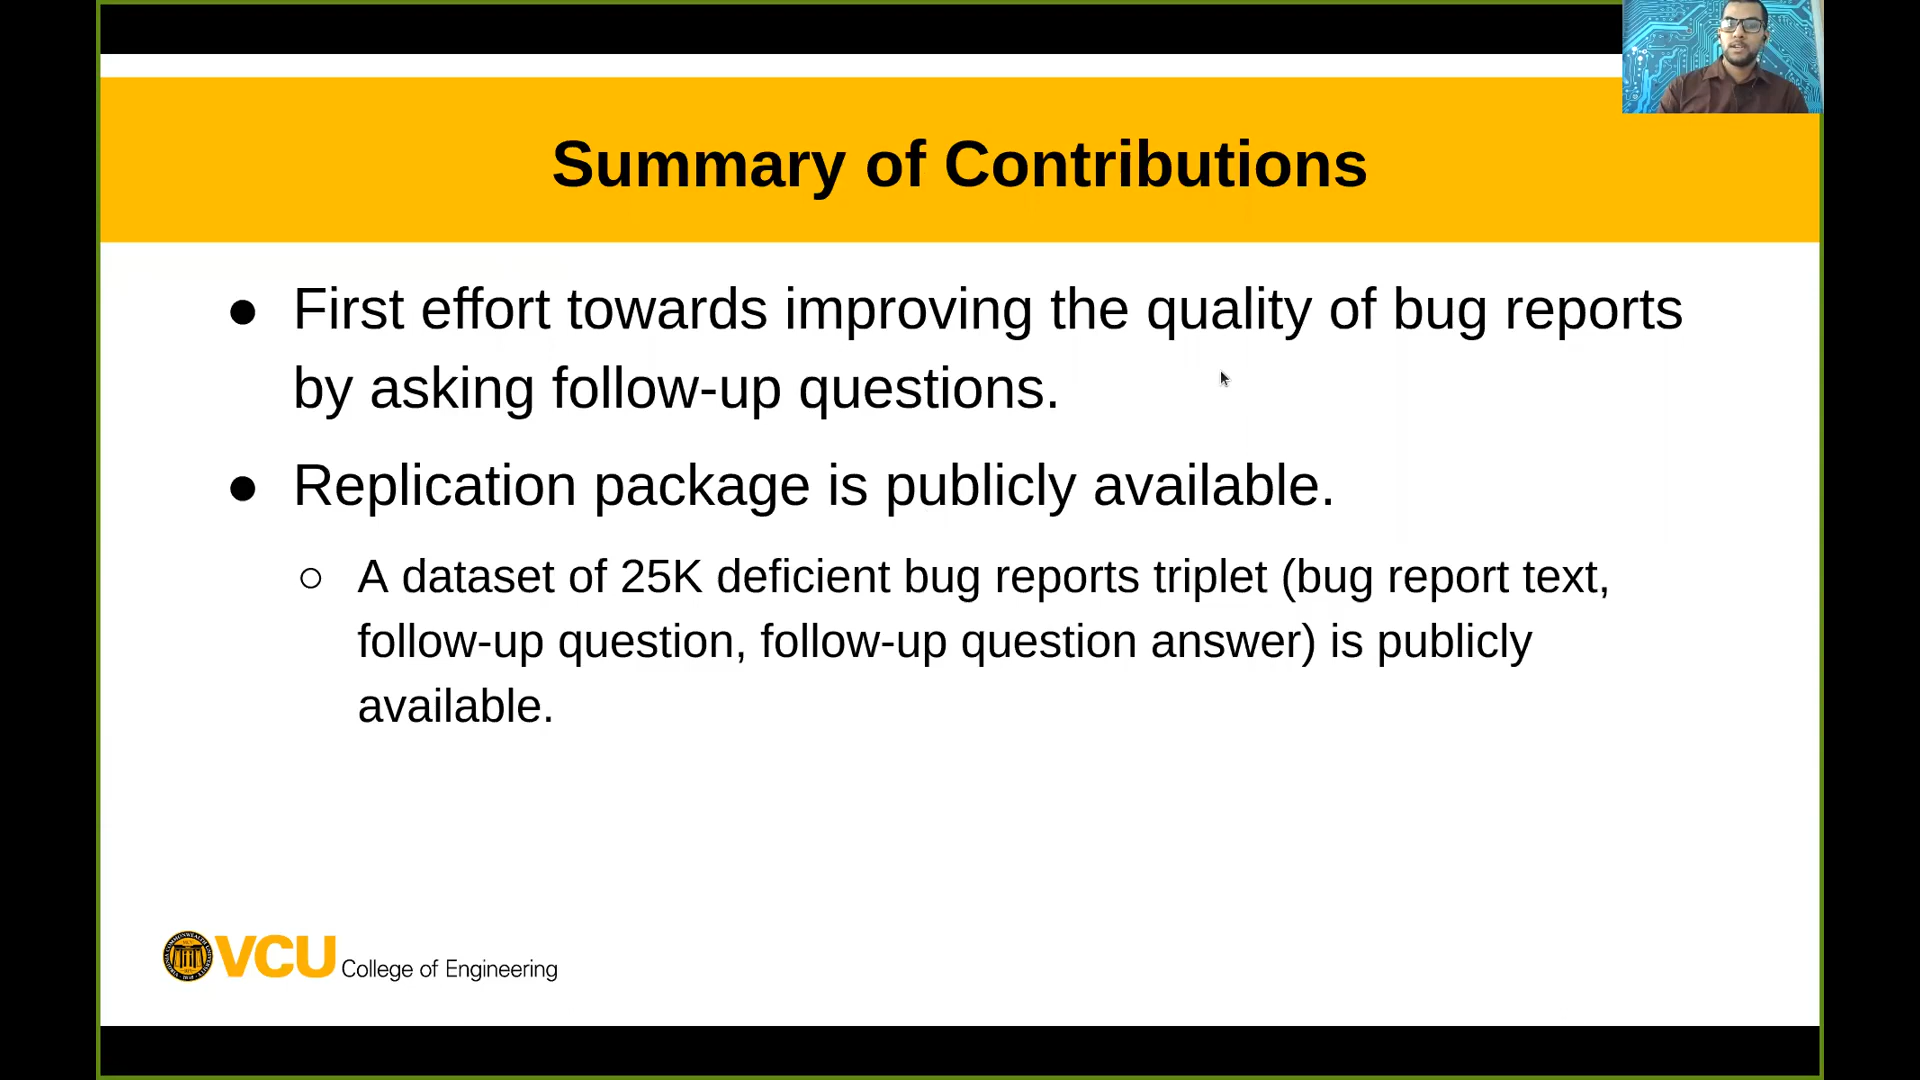 Summary of Contributions
● First effort towards improving the quality of bug reports
by asking follow-up questions.
● Replication package is publicly available.
○ A dataset of 25K deficient bug reports triplet (bug report text,
follow-up question, follow-up question answer) is publicly
available.
VCU College of Engineering